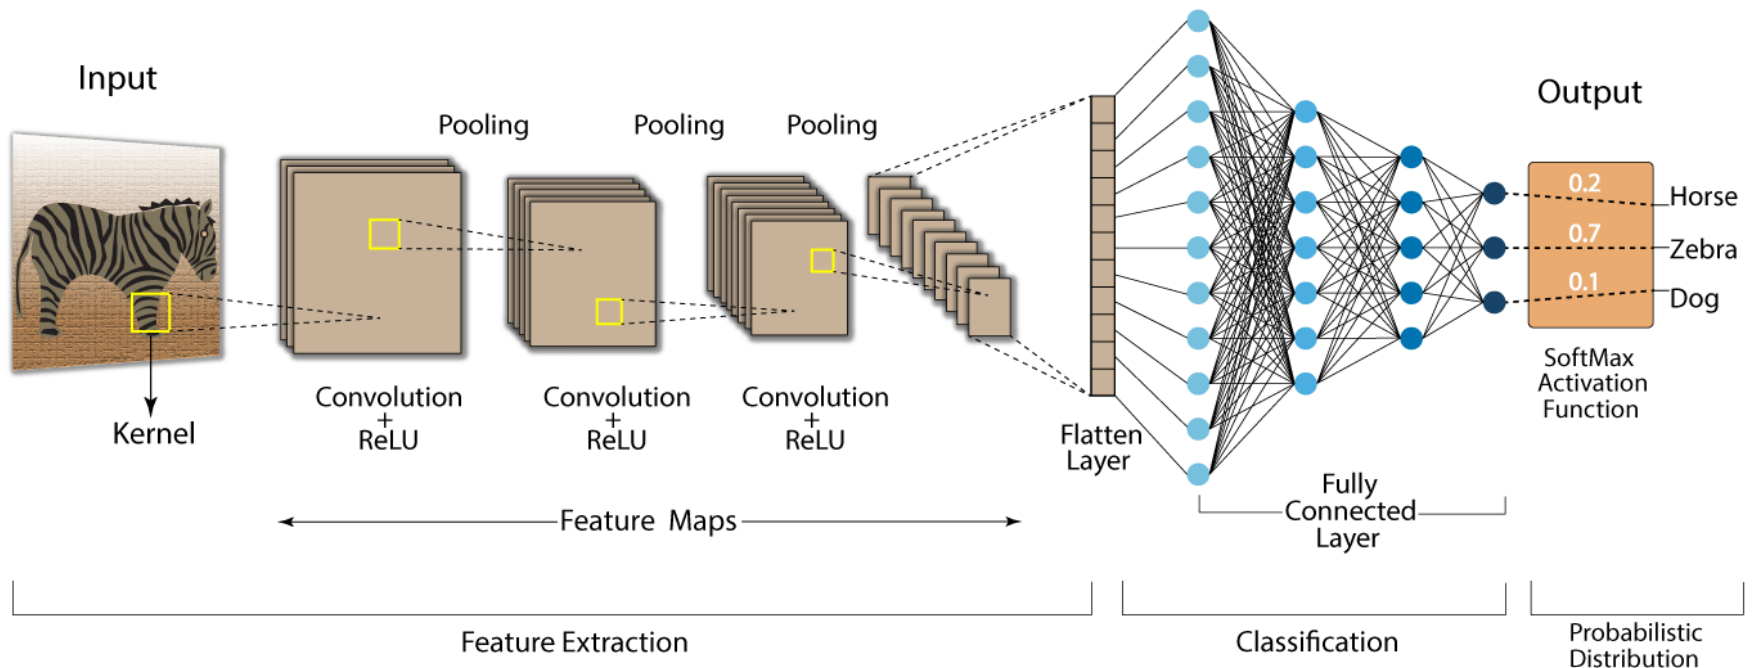 Input
Kernel
Pooling
Pooling
Pooling
Convolution
+
ReLU
Convolution
+
ReLU
Convolution
+
ReLU
Feature Maps
Flatten
Layer
Fully
Connected
Layer
Output
0.2
Horse
0.7
Zebra
0.1
Dog
SoftMax
Activation
Function
Feature Extraction
Classification
Probabilistic
Distribution